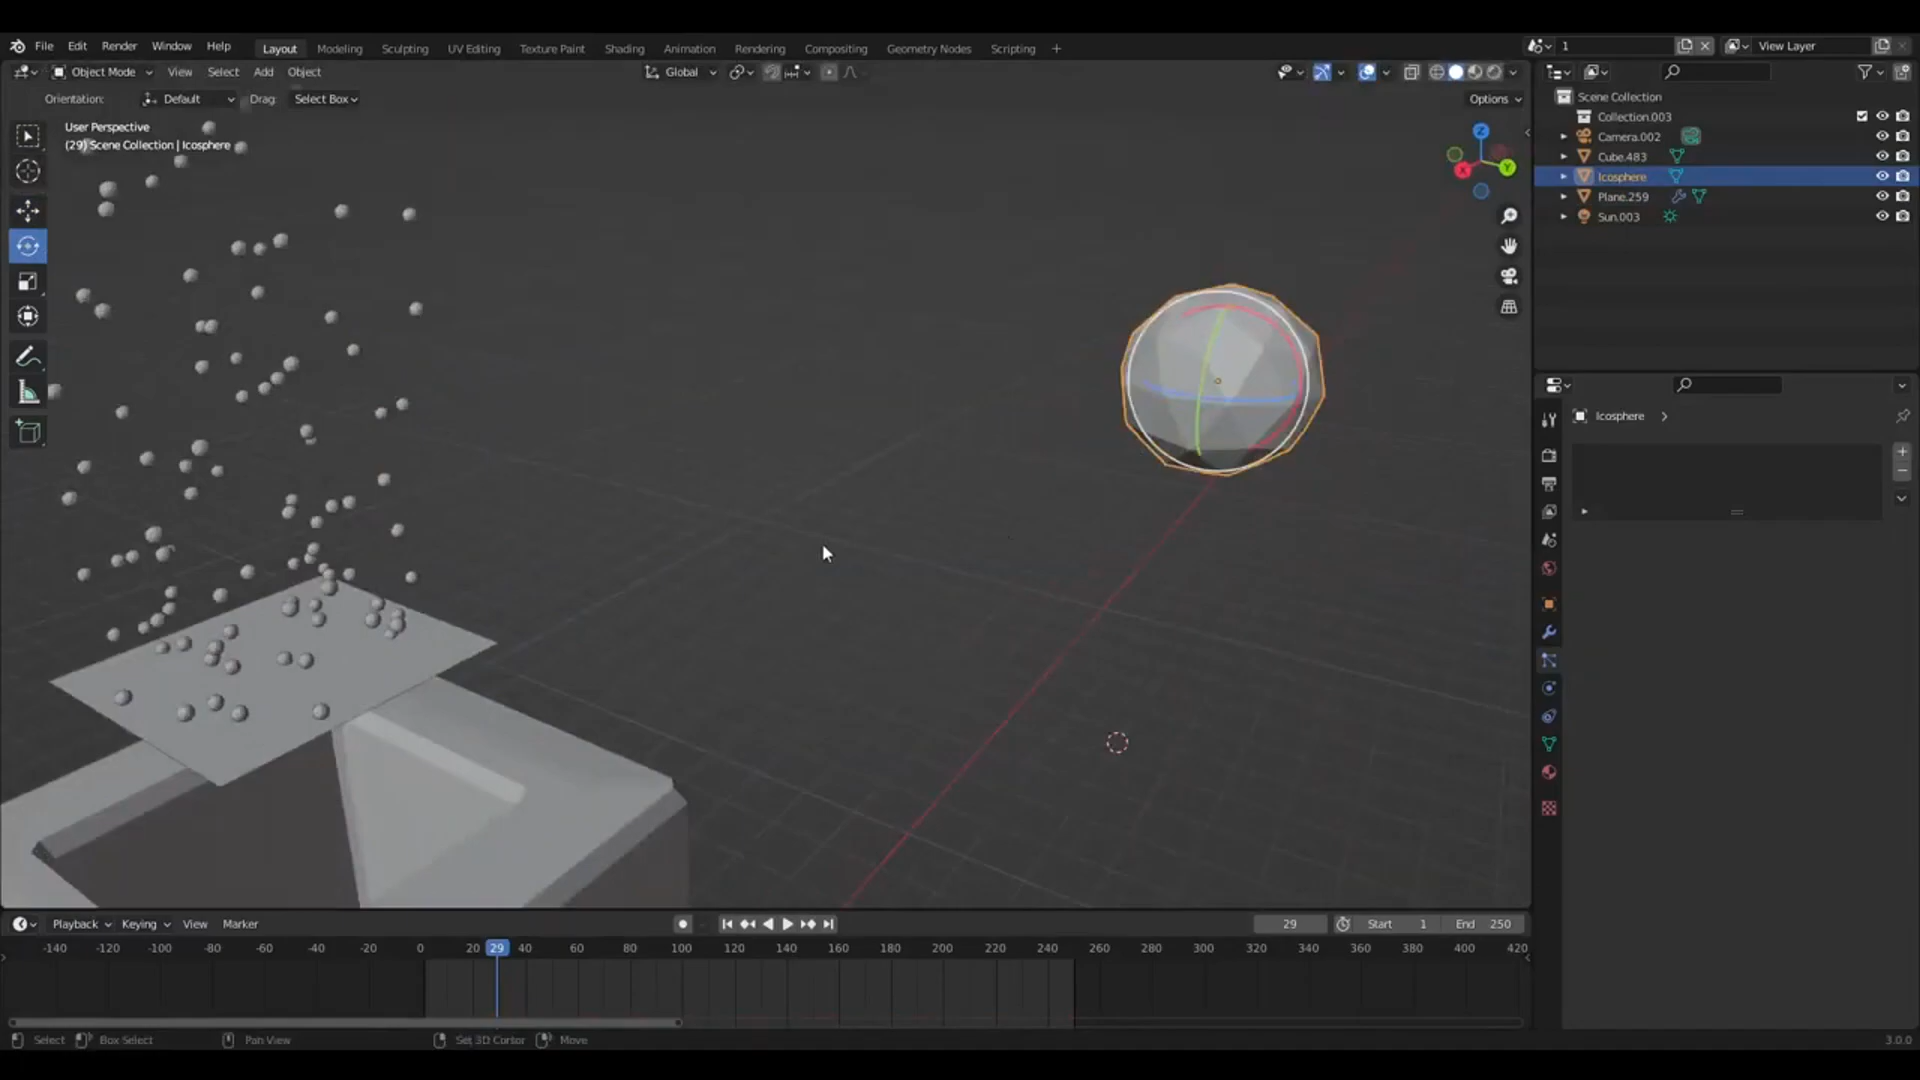 File Edit Render Window Help Layout Modeling Sculpting UV Editing Texture Paint Shading Animation Rendering Compositing Geometry Nodes Scripting + 1 View Layer
Object Mode View Select Add Object Global
Orientation: Default Drag: Select Box Options
User Perspective
(29) Scene Collection | Icosphere
Z
Y
X
Scene Collection
Collection.003
Camera.002
Cube.483
Icosphere
Plane.259
Sun.003
Icosphere
Playback Keying View Marker 29 Start 1 End 250
-140 -120 -100 -80 -60 -40 -20 0 20 29 40 60 80 100 120 140 160 180 200 220 240 260 280 300 320 340 360 380 400 420
Select Box Select Pan View Set 3D Cursor Move 3.0.0